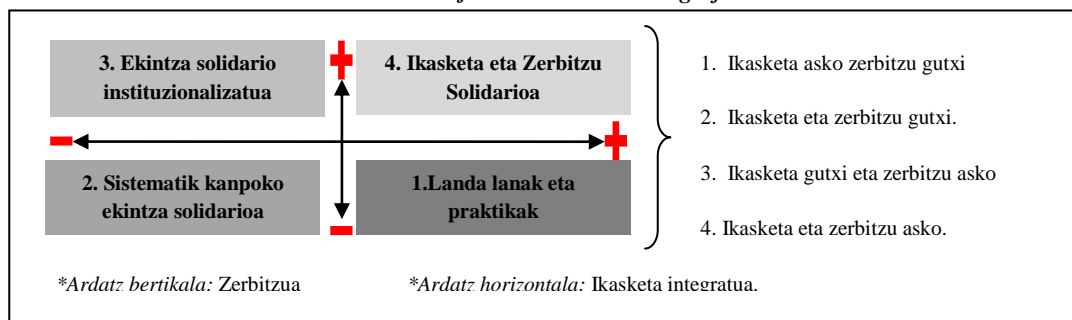 3. Ekintza solidario
instituzionalizatua
4. Ikasketa eta Zerbitzu
Solidarioa
2. Sistematik kanpoko
ekintza solidarioa
1.Landa lanak eta
praktikak
1. Ikasketa asko zerbitzu gutxi
2. Ikasketa eta zerbitzu gutxi.
3. Ikasketa gutxi eta zerbitzu asko
4. Ikasketa eta zerbitzu asko.
*Ardatz bertikala: Zerbitzua
*Ardatz horizontala: Ikasketa integratua.